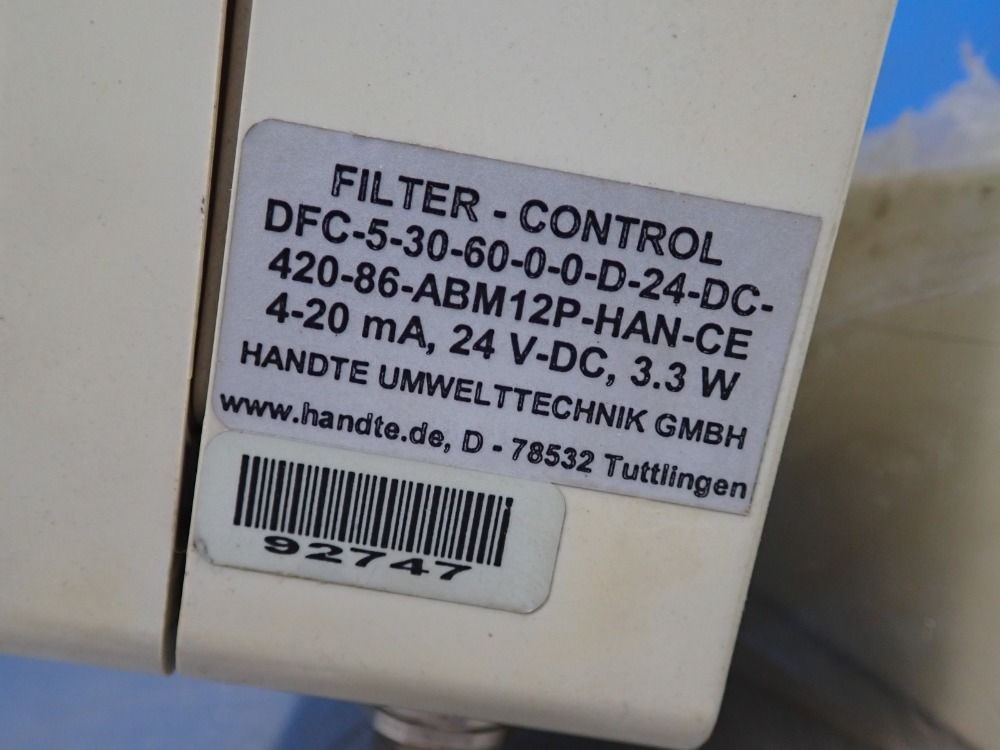 FILTER - CONTROL
DFC-5-30-60-0-0-D-24-DC-
420-86-ABM12P-HAN-CE
4-20 mA, 24 V-DC, 3.3 W
HANDTE UMWELTTECHNIK GMBH
www.handte.de, D - 78532 Tuttlingen
92747